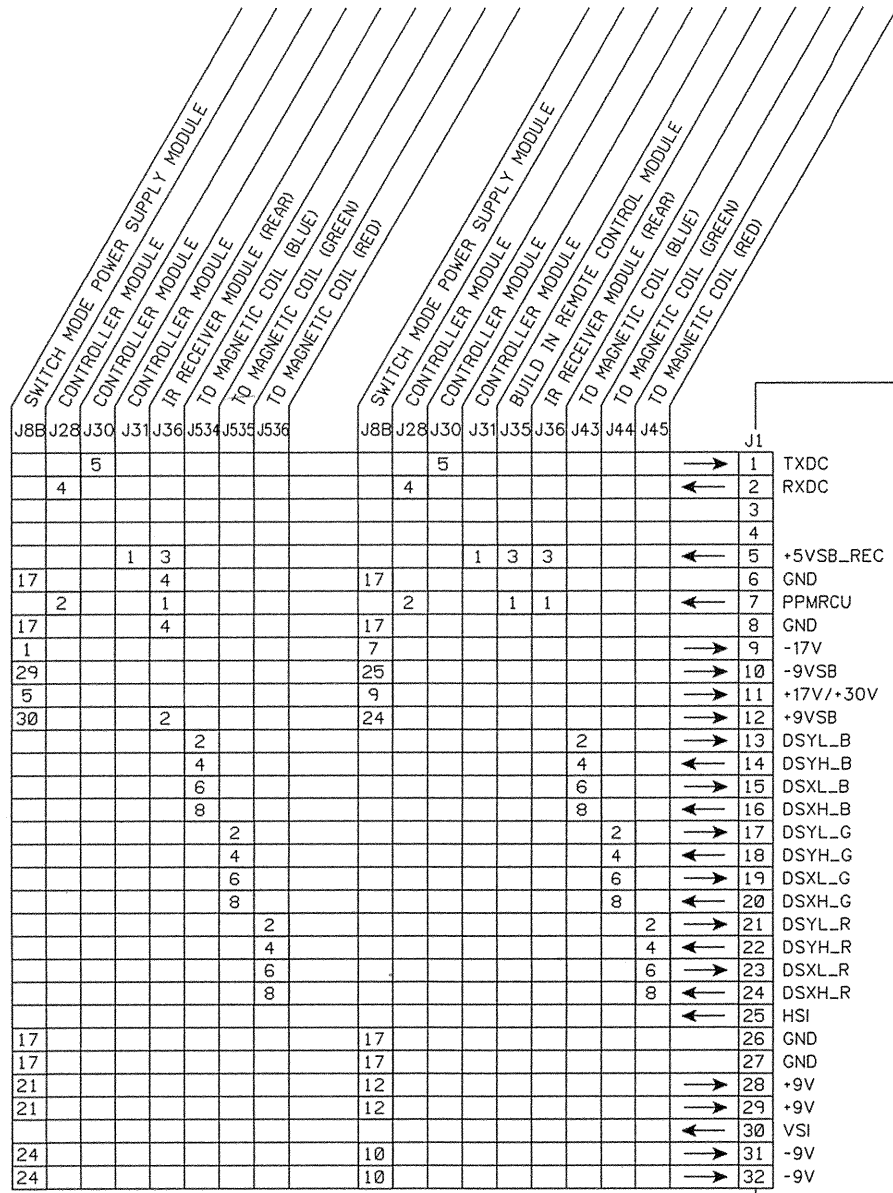 SWITCH MODE POWER SUPPLY MODULE
CONTROLLER MODULE
CONTROLLER MODULE
CONTROLLER MODULE
IR RECEIVER MODULE (REAR)
TO MAGNETIC COIL (BLUE)
TO MAGNETIC COIL (GREEN)
TO MAGNETIC COIL (RED)
SWITCH MODE POWER SUPPLY MODULE
CONTROLLER MODULE
CONTROLLER MODULE
CONTROLLER MODULE
BUILD IN REMOTE CONTROL MODULE
IR RECEIVER MODULE (REAR)
TO MAGNETIC COIL (BLUE)
TO MAGNETIC COIL (GREEN)
TO MAGNETIC COIL (RED)
J8B J28 J30 J31 J36 J534 J535 J536 J8B J28 J30 J31 J35 J36 J43 J44 J45 J1
5 5 1 TXDC
4 4 2 RXDC
3
4
1 3 1 3 3 5 +5VSB_REC
17 4 17 6 GND
2 1 2 1 1 7 PPMRCU
17 4 17 8 GND
1 7 9 -17V
29 25 10 -9VSB
5 9 11 +17V/+30V
30 2 24 12 +9VSB
2 2 13 DSYL_B
4 4 14 DSYH_B
6 6 15 DSXL_B
8 8 16 DSXH_B
2 2 17 DSYL_G
4 4 18 DSYH_G
6 6 19 DSXL_G
8 8 20 DSXH_G
2 2 21 DSYL_R
4 4 22 DSYH_R
6 6 23 DSXL_R
8 8 24 DSXH_R
25 HSI
17 17 26 GND
17 17 27 GND
21 12 28 +9V
21 12 29 +9V
30 VSI
24 10 31 -9V
24 10 32 -9V